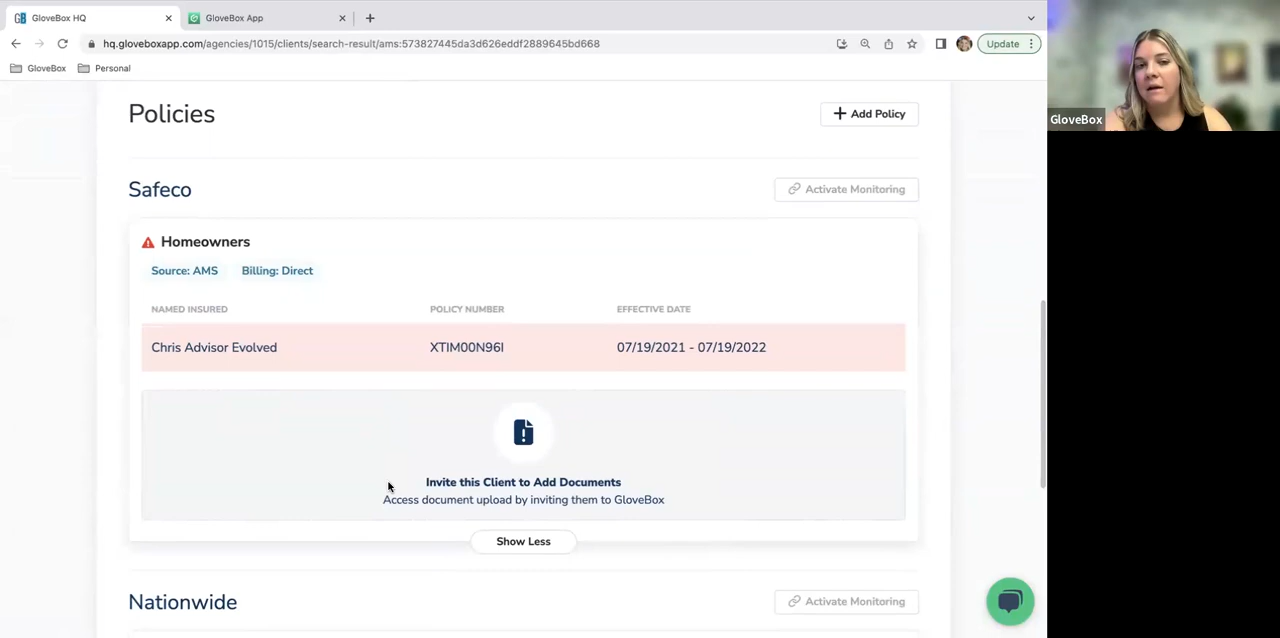 GloveBox HQ
GloveBox App
hq.gloveboxapp.com/agencies/1015/clients/search-result/ams:573827445da3d626eddf2889645bd668
Update
GloveBox
Personal
GloveBox
Policies
Add Policy
Safeco
Activate Monitoring
Homeowners
Source: AMS
Billing: Direct
NAMED INSURED
POLICY NUMBER
EFFECTIVE DATE
Chris Advisor Evolved
XTIM00N96I
07/19/2021 - 07/19/2022
Invite this Client to Add Documents
Access document upload by inviting them to GloveBox
Show Less
Nationwide
Activate Monitoring